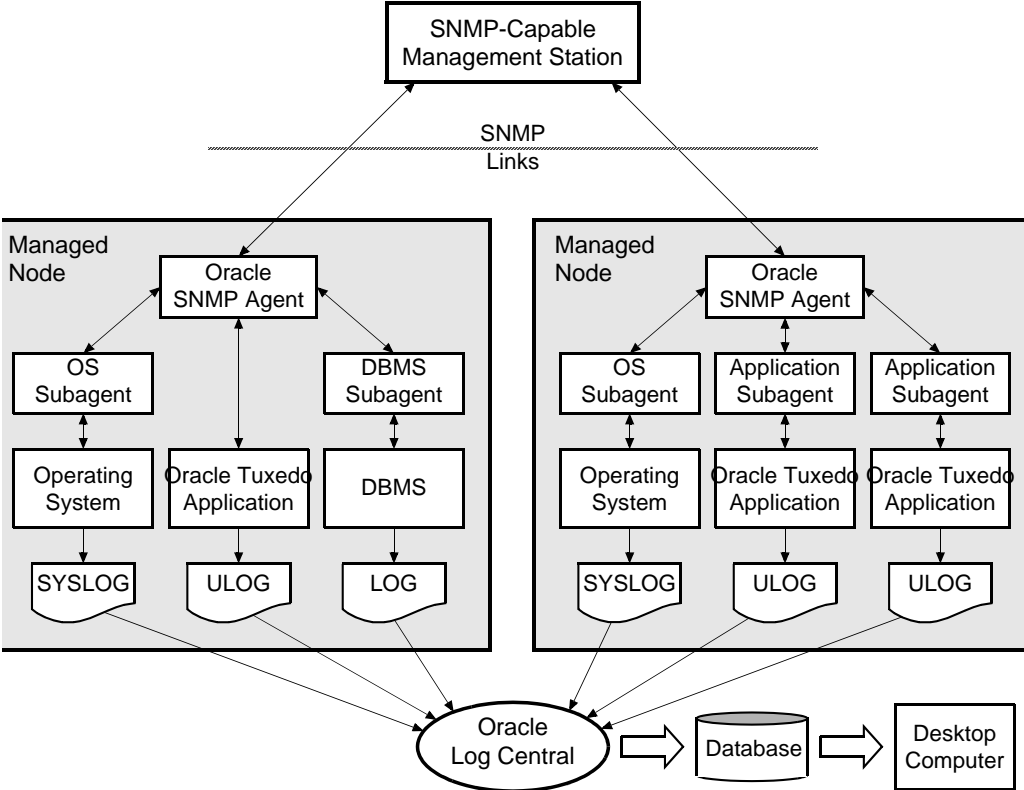 SNMP-Capable
Management Station
SNMP
Links
Managed
Node
Oracle
SNMP Agent
OS
Subagent
DBMS
Subagent
Operating
System
Oracle Tuxedo
Application
DBMS
SYSLOG
ULOG
LOG
Managed
Node
Oracle
SNMP Agent
OS
Subagent
Application
Subagent
Application
Subagent
Operating
System
Oracle Tuxedo
Application
Oracle Tuxedo
Application
SYSLOG
ULOG
ULOG
Oracle
Log Central
Database
Desktop
Computer